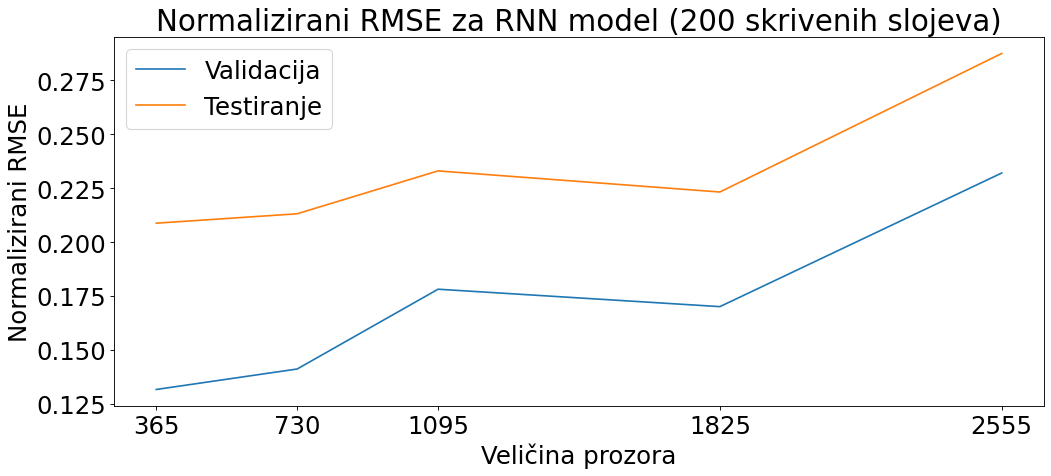 Normalizirani RMSE za RNN model (200 skrivenih slojeva)
Validacija
Testiranje
Normalizirani RMSE
0.275
0.250
0.225
0.200
0.175
0.150
0.125
365 730 1095 1825 2555
Veličina prozora